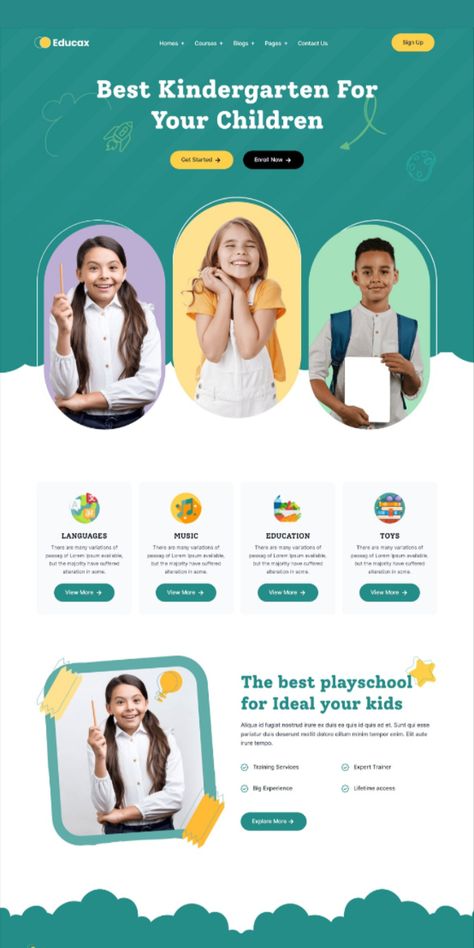 Educax
Homes + Courses + Blogs + Pages + Contact Us
Sign Up
Best Kindergarten For
Your Children
Get Started →
Enroll Now →
LANGUAGES
There are many variations of
passag of Lorem Ipsum available,
but the majority have suffered
alteration in some.
View More →
MUSIC
There are many variations of
passag of Lorem Ipsum available,
but the majority have suffered
alteration in some.
View More →
EDUCATION
There are many variations of
passag of Lorem Ipsum available,
but the majority have suffered
alteration in some.
View More →
TOYS
There are many variations of
passag of Lorem Ipsum available,
but the majority have suffered
alteration in some.
View More →
The best playschool
for Ideal your kids
Aliqua id fugiat nostrud irure ex duis ea quis id quis ad et. Sunt qui esse
pariatur duis deserunt mollit dolore cillum minim tempor enim. Elit aute
irure tempo.
Training Services
Expert Trainer
Big Experience
Lifetime access
Explore More →